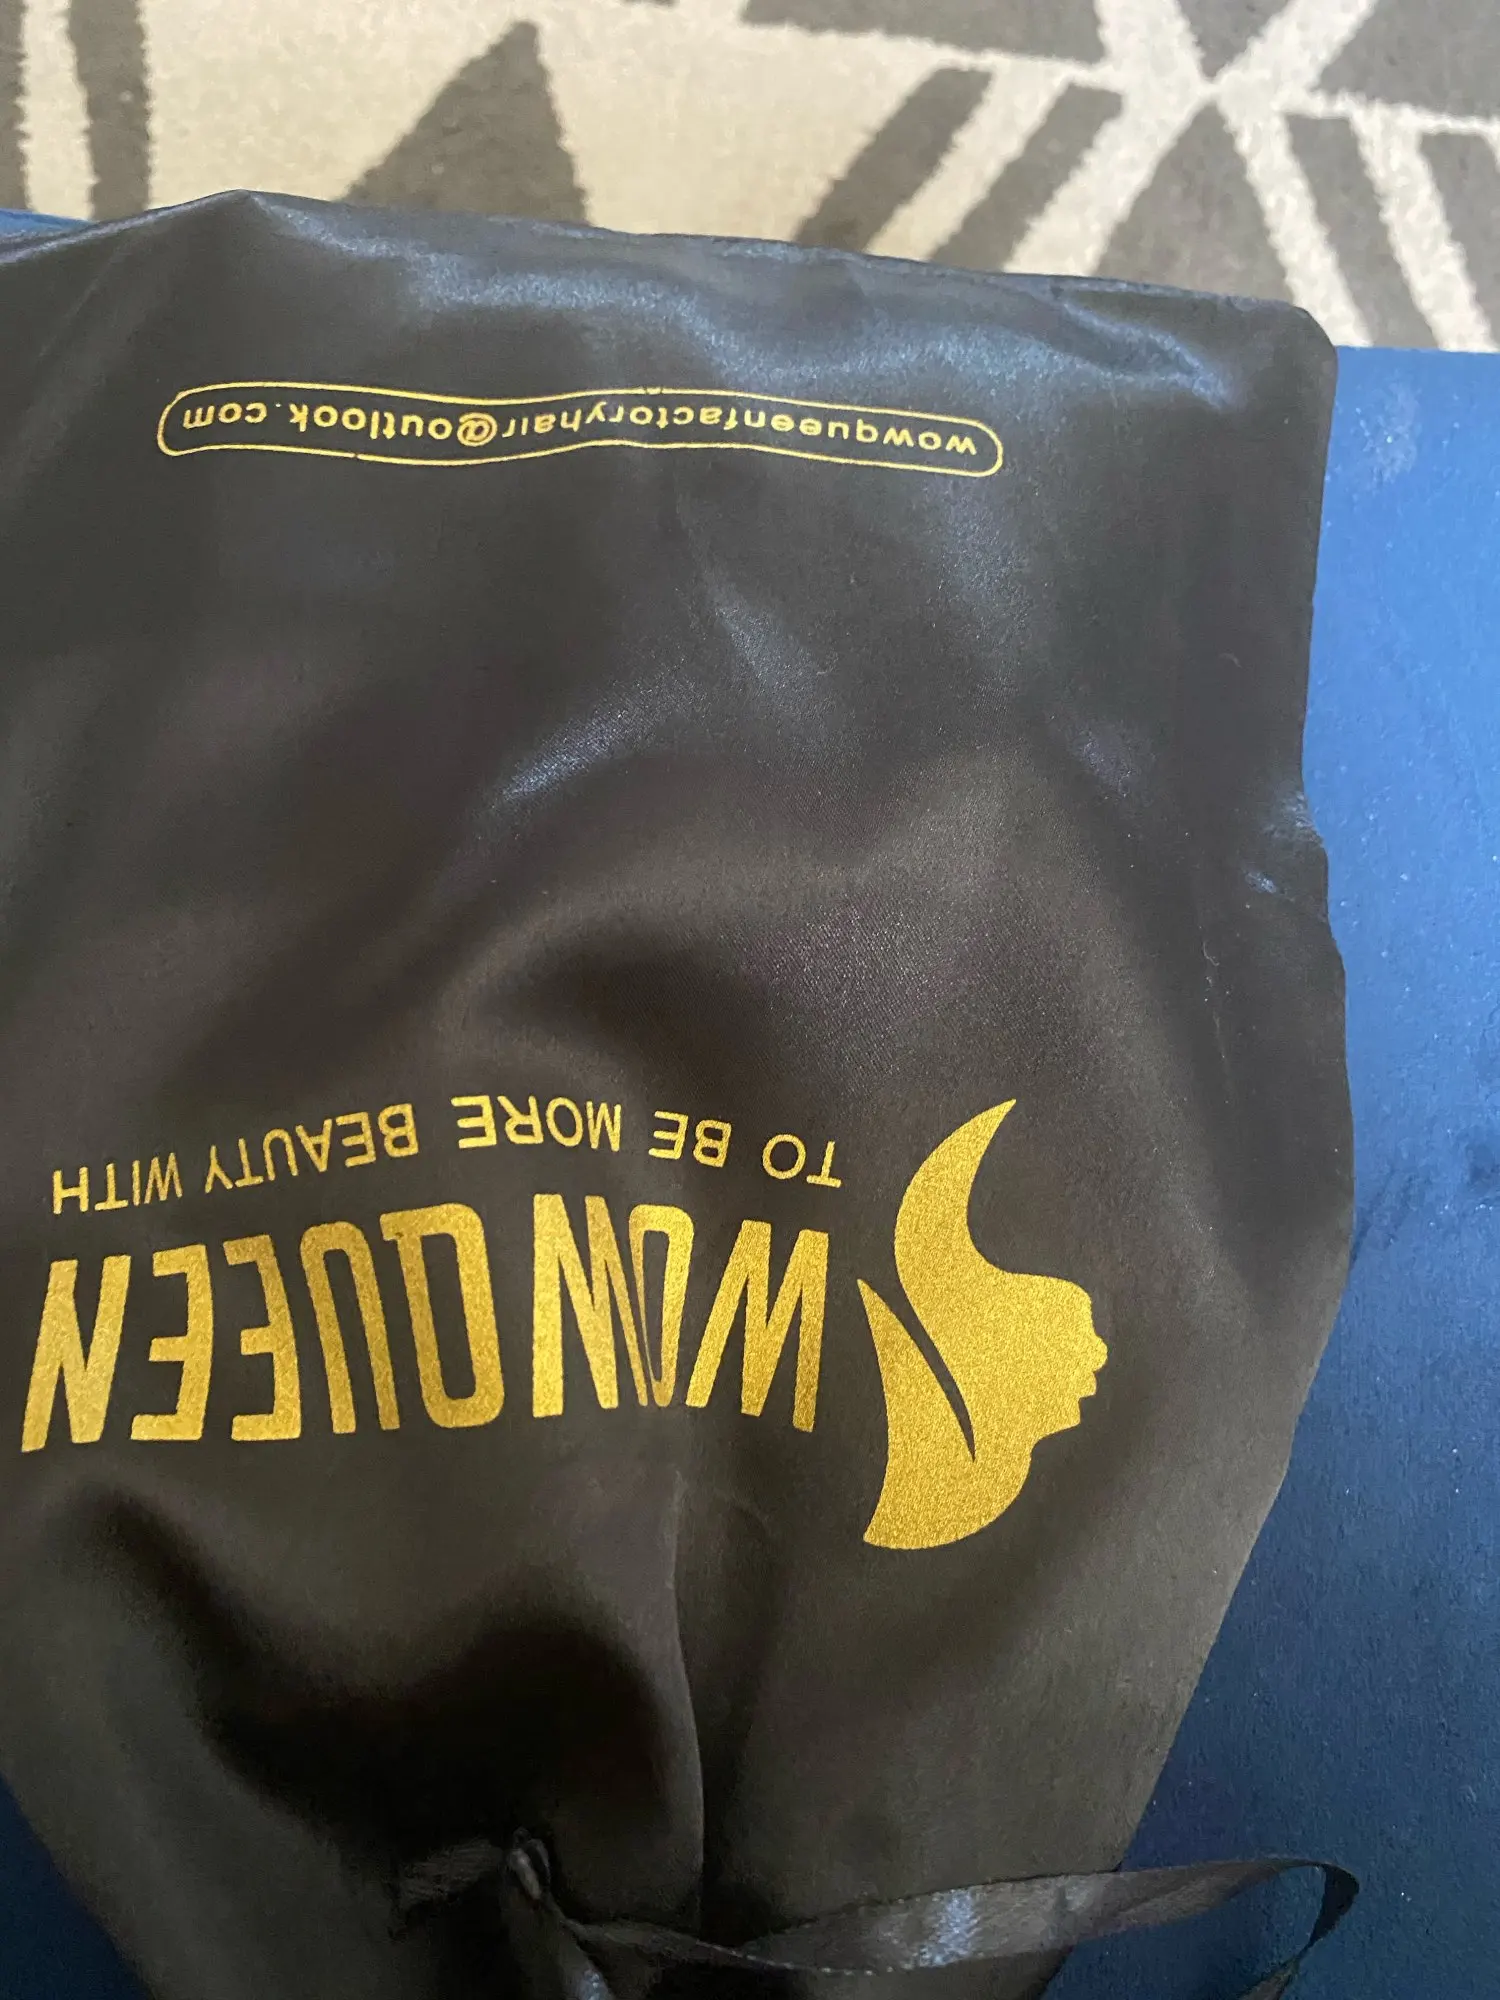 WOW QUEEN
TO BE MORE BEAUTY WITH
wowqueenfactoryhair@outlook.com